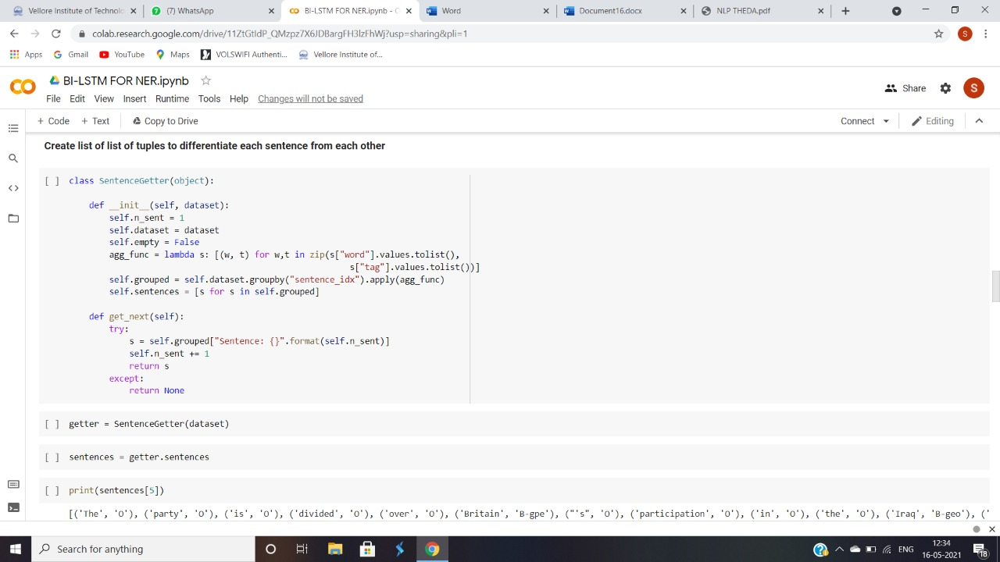 Vellore Institute of Technolo
(7) WhatsApp
BI-LSTM FOR NER.ipynb - C
Word
Document16.docx
NLP THEDA.pdf
colab.research.google.com/drive/11ZtGtIdP_QMzpz7X6JDBargFH3lzFhWj?usp=sharing&pli=1
S
Apps
Gmail
YouTube
Maps
VOLSWIFI Authenti...
Vellore Institute of...
BI-LSTM FOR NER.ipynb
Share
S
File Edit View Insert Runtime Tools Help Changes will not be saved
+ Code + Text Copy to Drive
Connect
Editing
Create list of list of tuples to differentiate each sentence from each other
[ ] class SentenceGetter(object):
def __init__(self, dataset):
self.n_sent = 1
self.dataset = dataset
self.empty = False
agg_func = lambda s: [(w, t) for w,t in zip(s["word"].values.tolist(),
s["tag"].values.tolist())]
self.grouped = self.dataset.groupby("sentence_idx").apply(agg_func)
self.sentences = [s for s in self.grouped]
def get_next(self):
try:
s = self.grouped["Sentence: {}".format(self.n_sent)]
self.n_sent += 1
return s
except:
return None
[ ] getter = SentenceGetter(dataset)
[ ] sentences = getter.sentences
[ ] print(sentences[5])
[('The', 'O'), ('party', 'O'), ('is', 'O'), ('divided', 'O'), ('over', 'O'), ('Britain', 'B-gpe'), ("'s", 'O'), ('participation', 'O'), ('in', 'O'), ('the', 'O'), ('Iraq', 'B-geo'), ('
Search for anything
ENG
12:34
16-05-2021
18